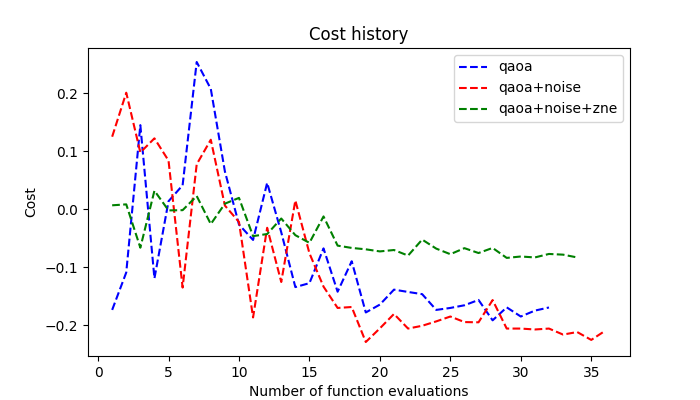 Cost history
qaoa
qaoa+noise
qaoa+noise+zne
Cost
0.2
0.1
0.0
−0.1
−0.2
0 5 10 15 20 25 30 35
Number of function evaluations